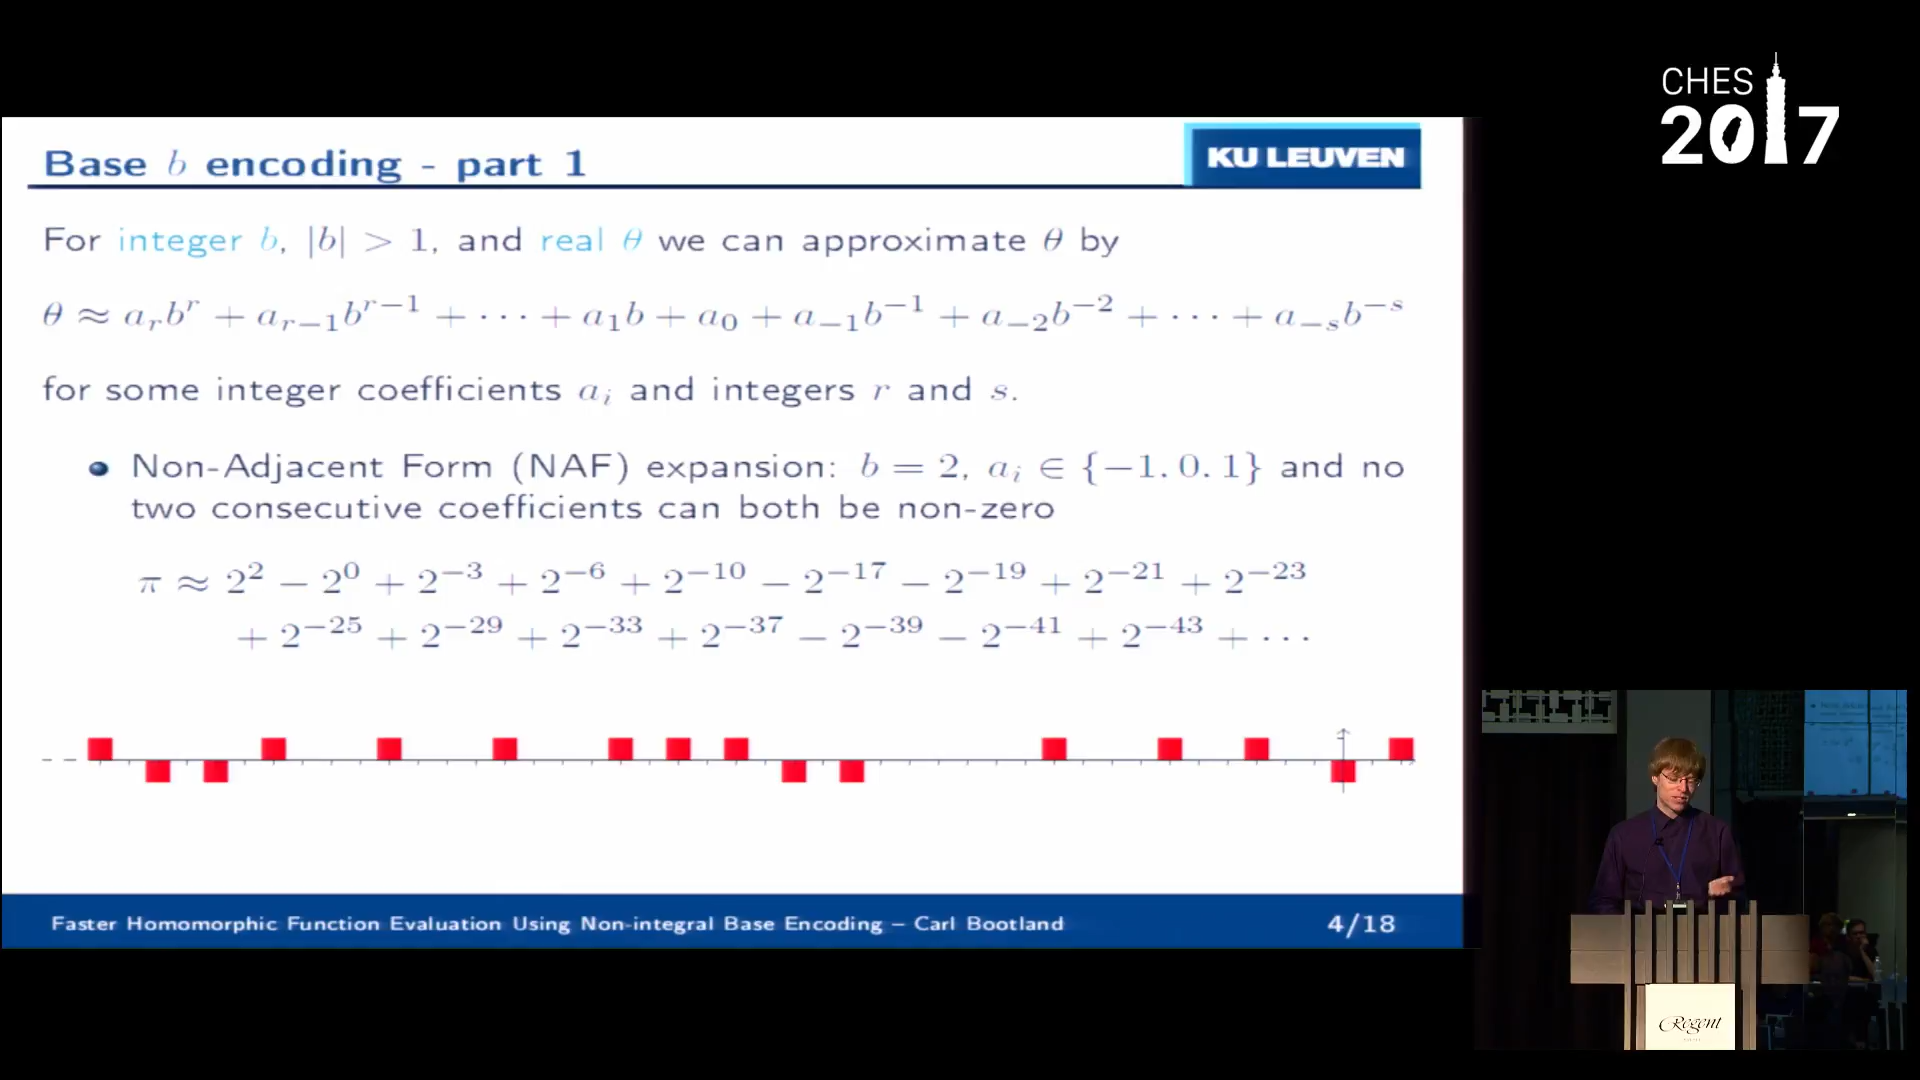 CHES
2017
Base b encoding - part 1
KU LEUVEN
For integer b, |b| > 1, and real θ we can approximate θ by
θ ≈ a_r b^r + a_{r−1} b^{r−1} + · · · + a_1 b + a_0 + a_{−1} b^{−1} + a_{−2} b^{−2} + · · · + a_{−s} b^{−s}
for some integer coefficients a_i and integers r and s.
Non-Adjacent Form (NAF) expansion: b = 2, a_i ∈ {−1, 0, 1} and no
two consecutive coefficients can both be non-zero
π ≈ 2^2 − 2^0 + 2^{−3} + 2^{−6} + 2^{−10} − 2^{−17} − 2^{−19} + 2^{−21} + 2^{−23}
+ 2^{−25} + 2^{−29} + 2^{−33} + 2^{−37} − 2^{−39} − 2^{−41} + 2^{−43} + · · ·
Faster Homomorphic Function Evaluation Using Non-integral Base Encoding – Carl Bootland
4/18
Regent